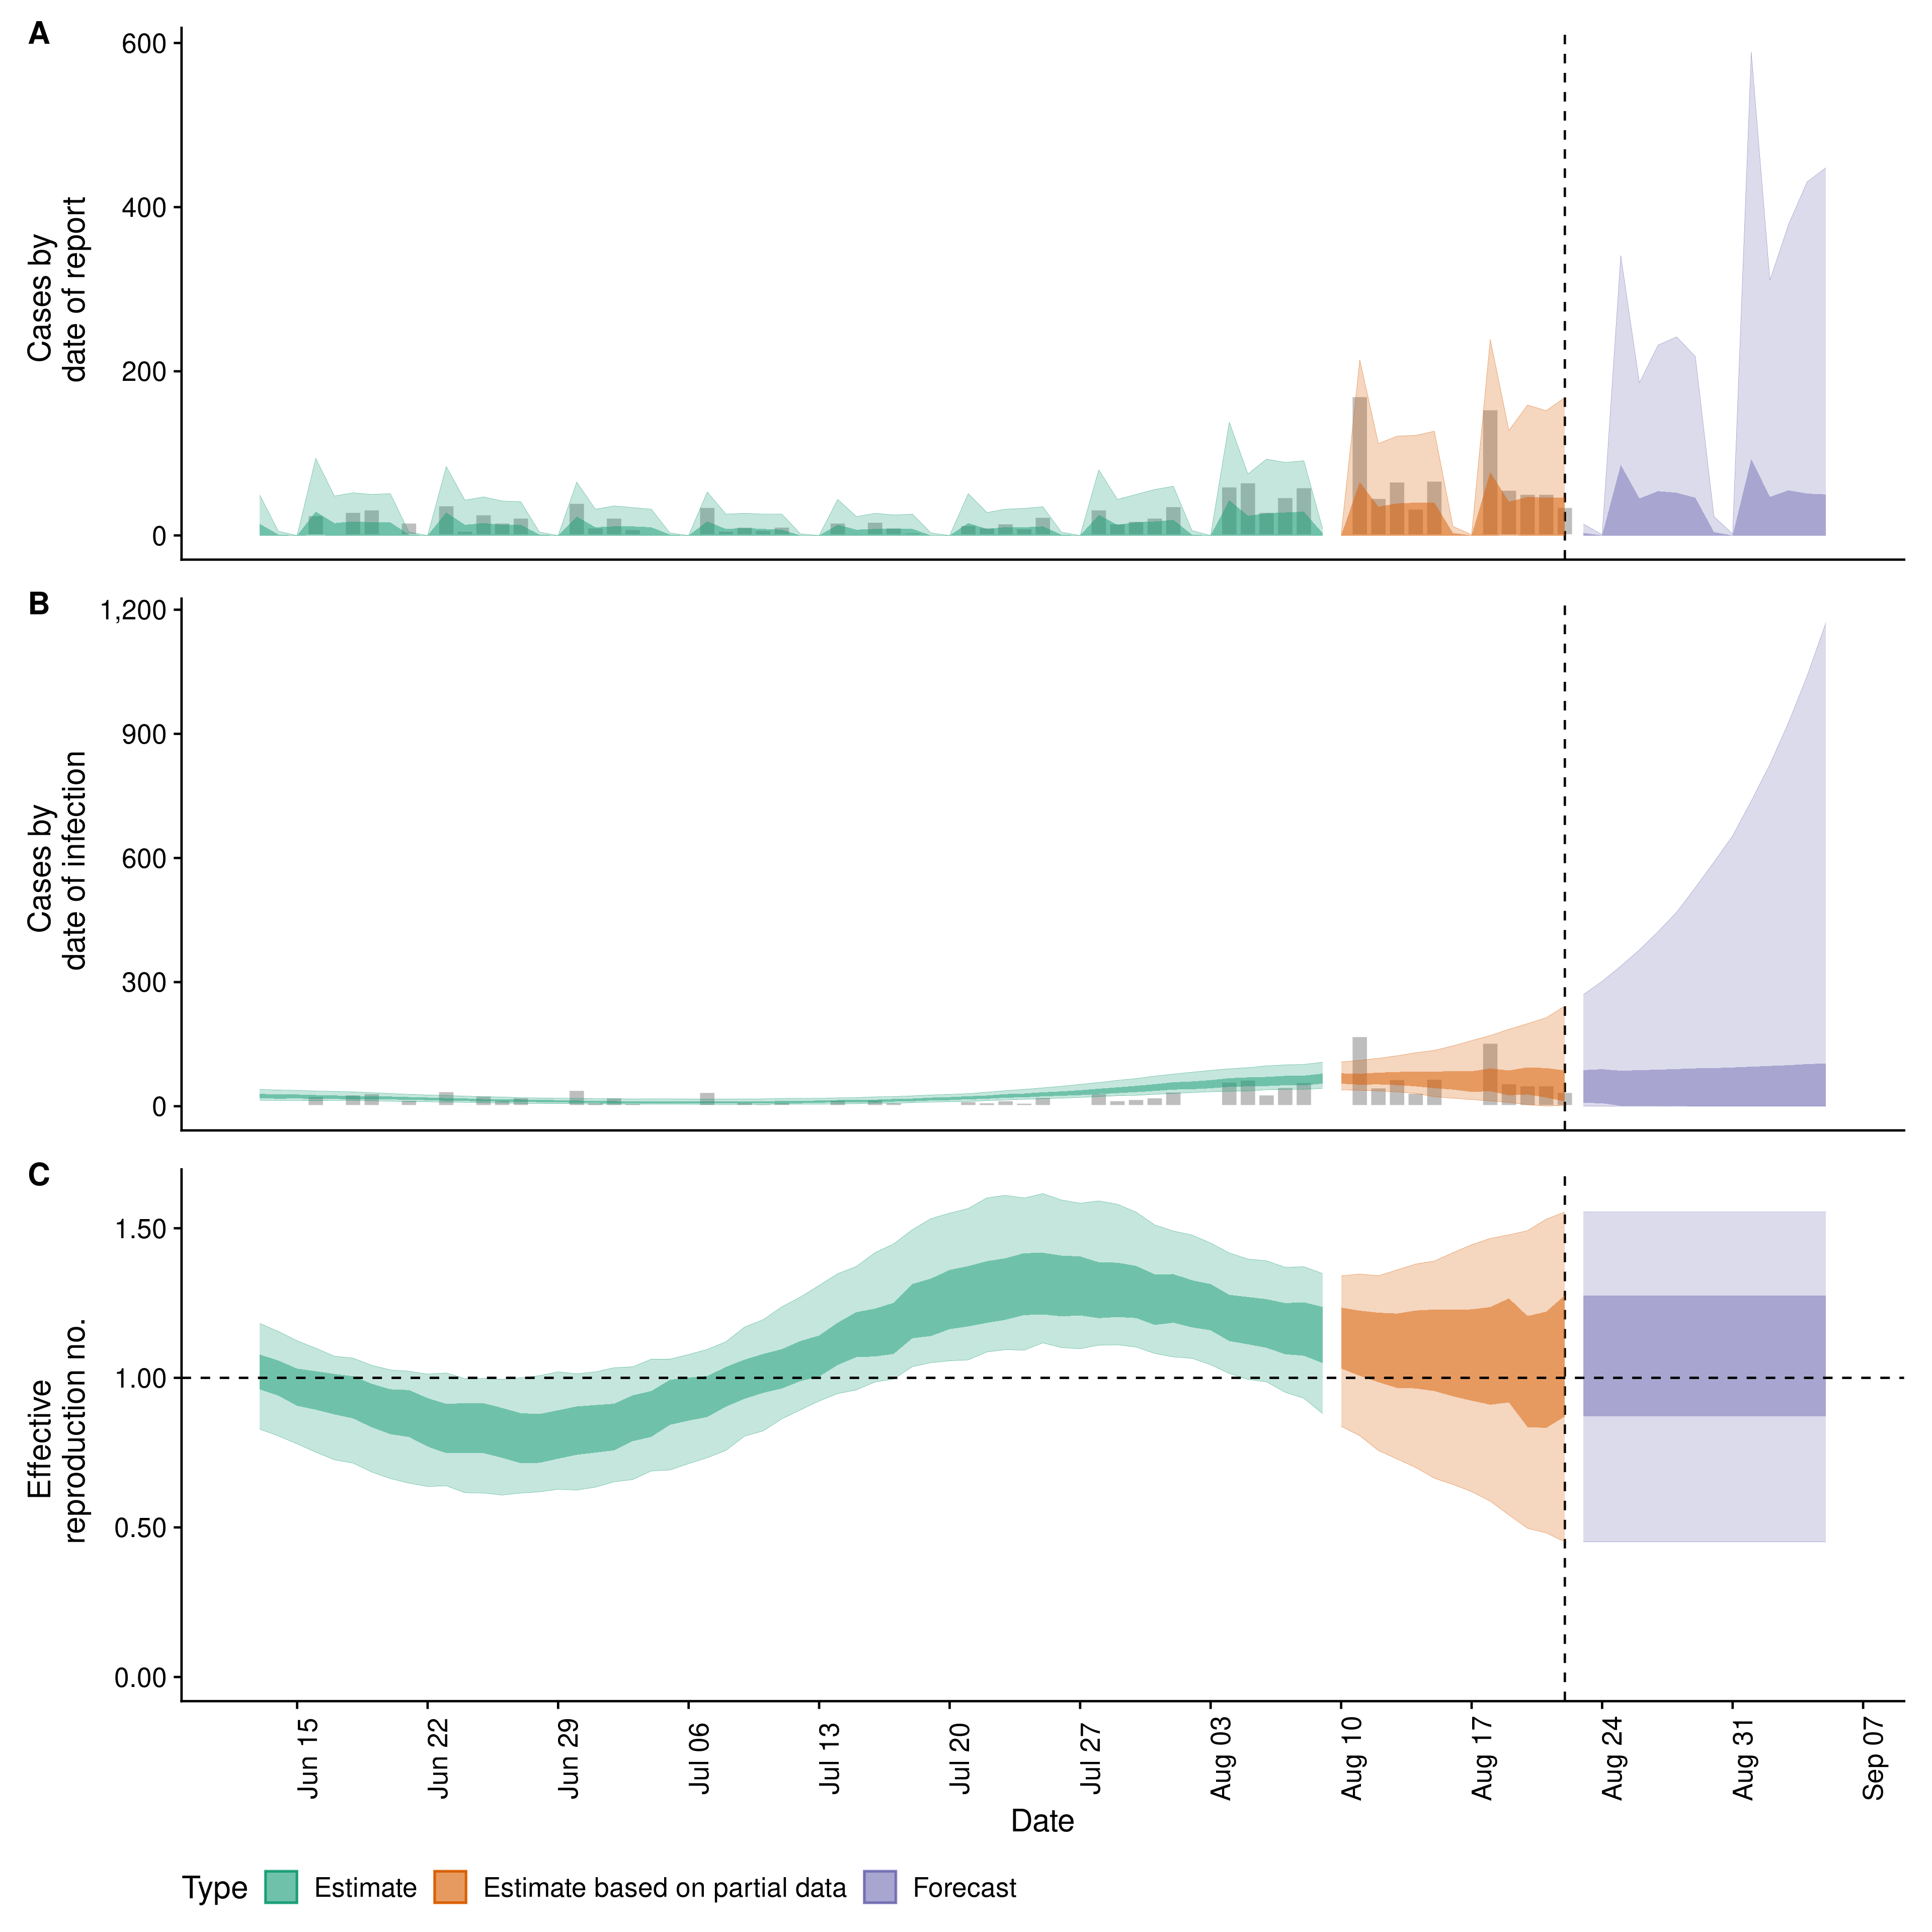 A
Cases by
date of report
600
400
200
0
B
Cases by
date of infection
1,200
900
600
300
0
C
Effective
reproduction no.
1.50
1.00
0.50
0.00
Jun 15
Jun 22
Jun 29
Jul 06
Jul 13
Jul 20
Jul 27
Aug 03
Aug 10
Aug 17
Aug 24
Aug 31
Sep 07
Date
Type Estimate Estimate based on partial data Forecast